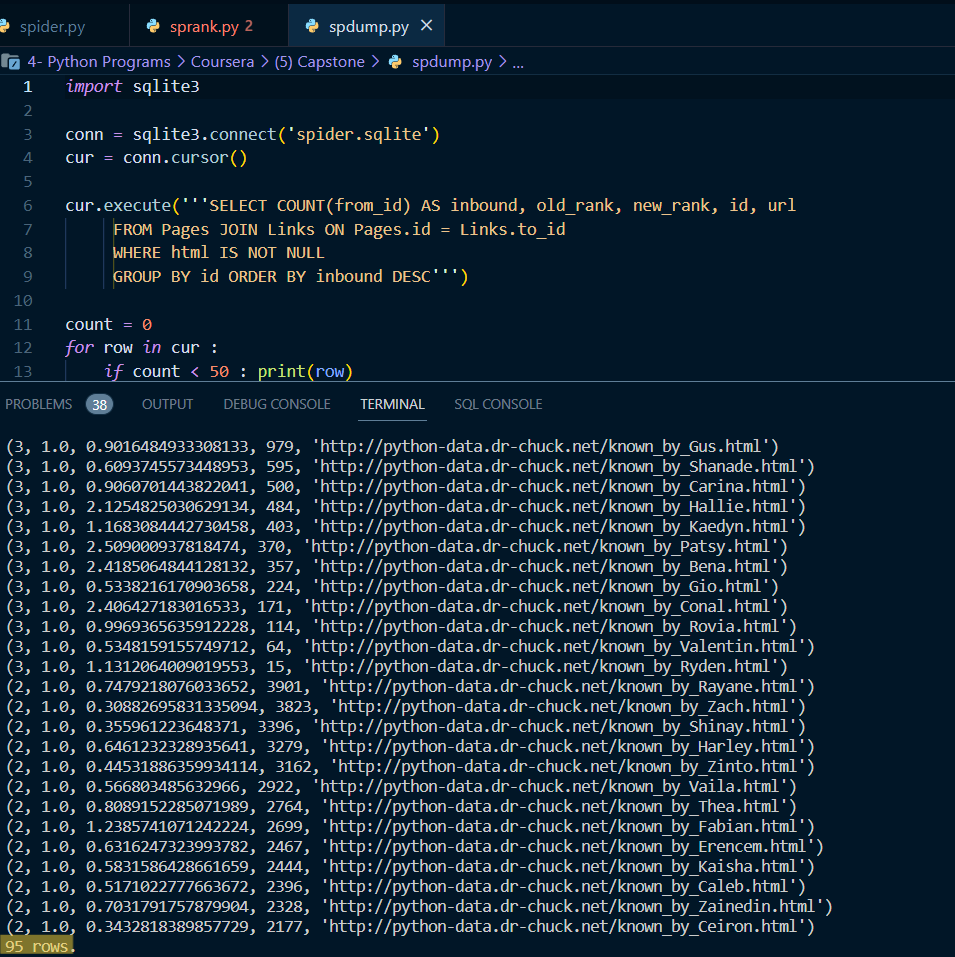 spider.py sprank.py 2 spdump.py
4- Python Programs > Coursera > (5) Capstone > spdump.py > ...
1 import sqlite3
2
3 conn = sqlite3.connect('spider.sqlite')
4 cur = conn.cursor()
5
6 cur.execute('''SELECT COUNT(from_id) AS inbound, old_rank, new_rank, id, url
7 FROM Pages JOIN Links ON Pages.id = Links.to_id
8 WHERE html IS NOT NULL
9 GROUP BY id ORDER BY inbound DESC''')
10
11 count = 0
12 for row in cur :
13 if count < 50 : print(row)
PROBLEMS 38 OUTPUT DEBUG CONSOLE TERMINAL SQL CONSOLE
(3, 1.0, 0.9016484933308133, 979, 'http://python-data.dr-chuck.net/known_by_Gus.html')
(3, 1.0, 0.6093745573448953, 595, 'http://python-data.dr-chuck.net/known_by_Shanade.html')
(3, 1.0, 0.9060701443822041, 500, 'http://python-data.dr-chuck.net/known_by_Carina.html')
(3, 1.0, 2.1254825030629134, 484, 'http://python-data.dr-chuck.net/known_by_Hallie.html')
(3, 1.0, 1.1683084442730458, 403, 'http://python-data.dr-chuck.net/known_by_Kaedyn.html')
(3, 1.0, 2.509000937818474, 370, 'http://python-data.dr-chuck.net/known_by_Patsy.html')
(3, 1.0, 2.4185064844128132, 357, 'http://python-data.dr-chuck.net/known_by_Bena.html')
(3, 1.0, 0.5338216170903658, 224, 'http://python-data.dr-chuck.net/known_by_Gio.html')
(3, 1.0, 2.406427183016533, 171, 'http://python-data.dr-chuck.net/known_by_Conal.html')
(3, 1.0, 0.9969365635912228, 114, 'http://python-data.dr-chuck.net/known_by_Rovia.html')
(3, 1.0, 0.5348159155749712, 64, 'http://python-data.dr-chuck.net/known_by_Valentin.html')
(3, 1.0, 1.1312064009019553, 15, 'http://python-data.dr-chuck.net/known_by_Ryden.html')
(2, 1.0, 0.7479218076033652, 3901, 'http://python-data.dr-chuck.net/known_by_Rayane.html')
(2, 1.0, 0.30882695831335094, 3823, 'http://python-data.dr-chuck.net/known_by_Zach.html')
(2, 1.0, 0.355961223648371, 3396, 'http://python-data.dr-chuck.net/known_by_Shinay.html')
(2, 1.0, 0.6461232328935641, 3279, 'http://python-data.dr-chuck.net/known_by_Harley.html')
(2, 1.0, 0.44531886359934114, 3162, 'http://python-data.dr-chuck.net/known_by_Zinto.html')
(2, 1.0, 0.566803485632966, 2922, 'http://python-data.dr-chuck.net/known_by_Vaila.html')
(2, 1.0, 0.8089152285071989, 2764, 'http://python-data.dr-chuck.net/known_by_Thea.html')
(2, 1.0, 1.2385741071242224, 2699, 'http://python-data.dr-chuck.net/known_by_Fabian.html')
(2, 1.0, 0.6316247323993782, 2467, 'http://python-data.dr-chuck.net/known_by_Erencem.html')
(2, 1.0, 0.5831586428661659, 2444, 'http://python-data.dr-chuck.net/known_by_Kaisha.html')
(2, 1.0, 0.5171022777663672, 2396, 'http://python-data.dr-chuck.net/known_by_Caleb.html')
(2, 1.0, 0.7031791757879904, 2328, 'http://python-data.dr-chuck.net/known_by_Zainedin.html')
(2, 1.0, 0.3432818389857729, 2177, 'http://python-data.dr-chuck.net/known_by_Ceiron.html')
95 rows.